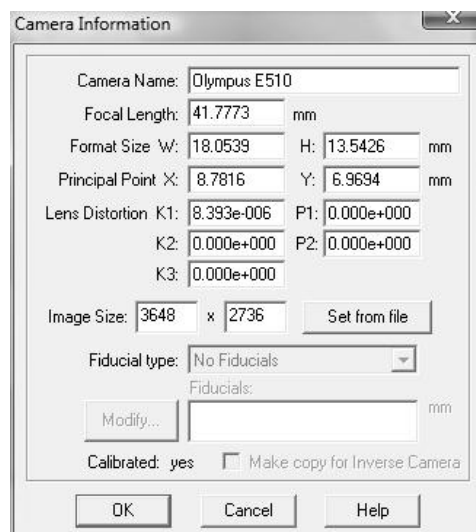 Camera Information
Camera Name: Olympus E510
Focal Length: 41.7773 mm
Format Size W: 18.0539 H: 13.5426 mm
Principal Point X: 8.7816 Y: 6.9694 mm
Lens Distortion K1: 8.393e-006 P1: 0.000e+000
K2: 0.000e+000 P2: 0.000e+000
K3: 0.000e+000
Image Size: 3648 x 2736 Set from file
Fiducial type: No Fiducials
Fiducials:
Modify... mm
Calibrated: yes Make copy for Inverse Camera
OK Cancel Help